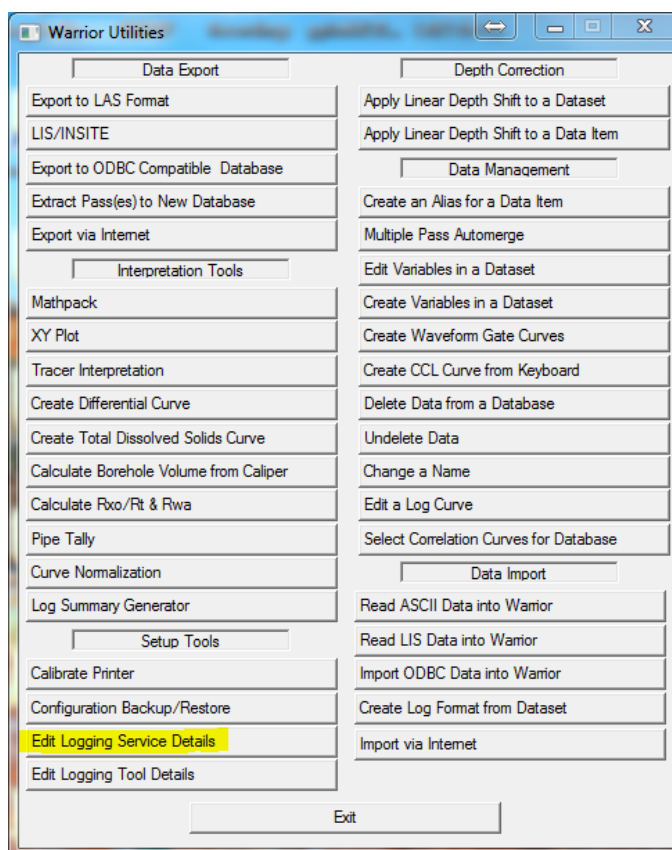 Warrior Utilities
Data Export
Export to LAS Format
LIS/INSITE
Export to ODBC Compatible Database
Extract Pass(es) to New Database
Export via Internet
Interpretation Tools
Mathpack
XY Plot
Tracer Interpretation
Create Differential Curve
Create Total Dissolved Solids Curve
Calculate Borehole Volume from Caliper
Calculate Rxo/Rt & Rwa
Pipe Tally
Curve Normalization
Log Summary Generator
Setup Tools
Calibrate Printer
Configuration Backup/Restore
Edit Logging Service Details
Edit Logging Tool Details
Depth Correction
Apply Linear Depth Shift to a Dataset
Apply Linear Depth Shift to a Data Item
Data Management
Create an Alias for a Data Item
Multiple Pass Automerge
Edit Variables in a Dataset
Create Variables in a Dataset
Create Waveform Gate Curves
Create CCL Curve from Keyboard
Delete Data from a Database
Undelete Data
Change a Name
Edit a Log Curve
Select Correlation Curves for Database
Data Import
Read ASCII Data into Warrior
Read LIS Data into Warrior
Import ODBC Data into Warrior
Create Log Format from Dataset
Import via Internet
Exit